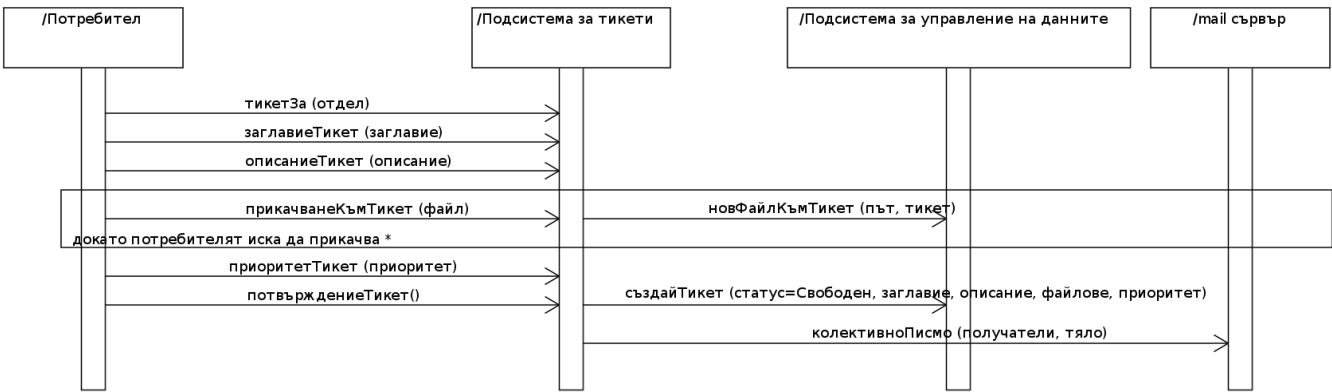 /Потребител
/Подсистема за тикети
/Подсистема за управление на данните
/mail сървър
тикетЗа (отдел)
заглавиеТикет (заглавие)
описаниеТикет (описание)
прикачванеКъмТикет (файл)
новФайлКъмТикет (път, тикет)
докато потребителят иска да прикачва *
приоритетТикет (приоритет)
потвърждениеТикет()
създайТикет (статус=Свободен, заглавие, описание, файлове, приоритет)
колективноПисмо (получатели, тяло)